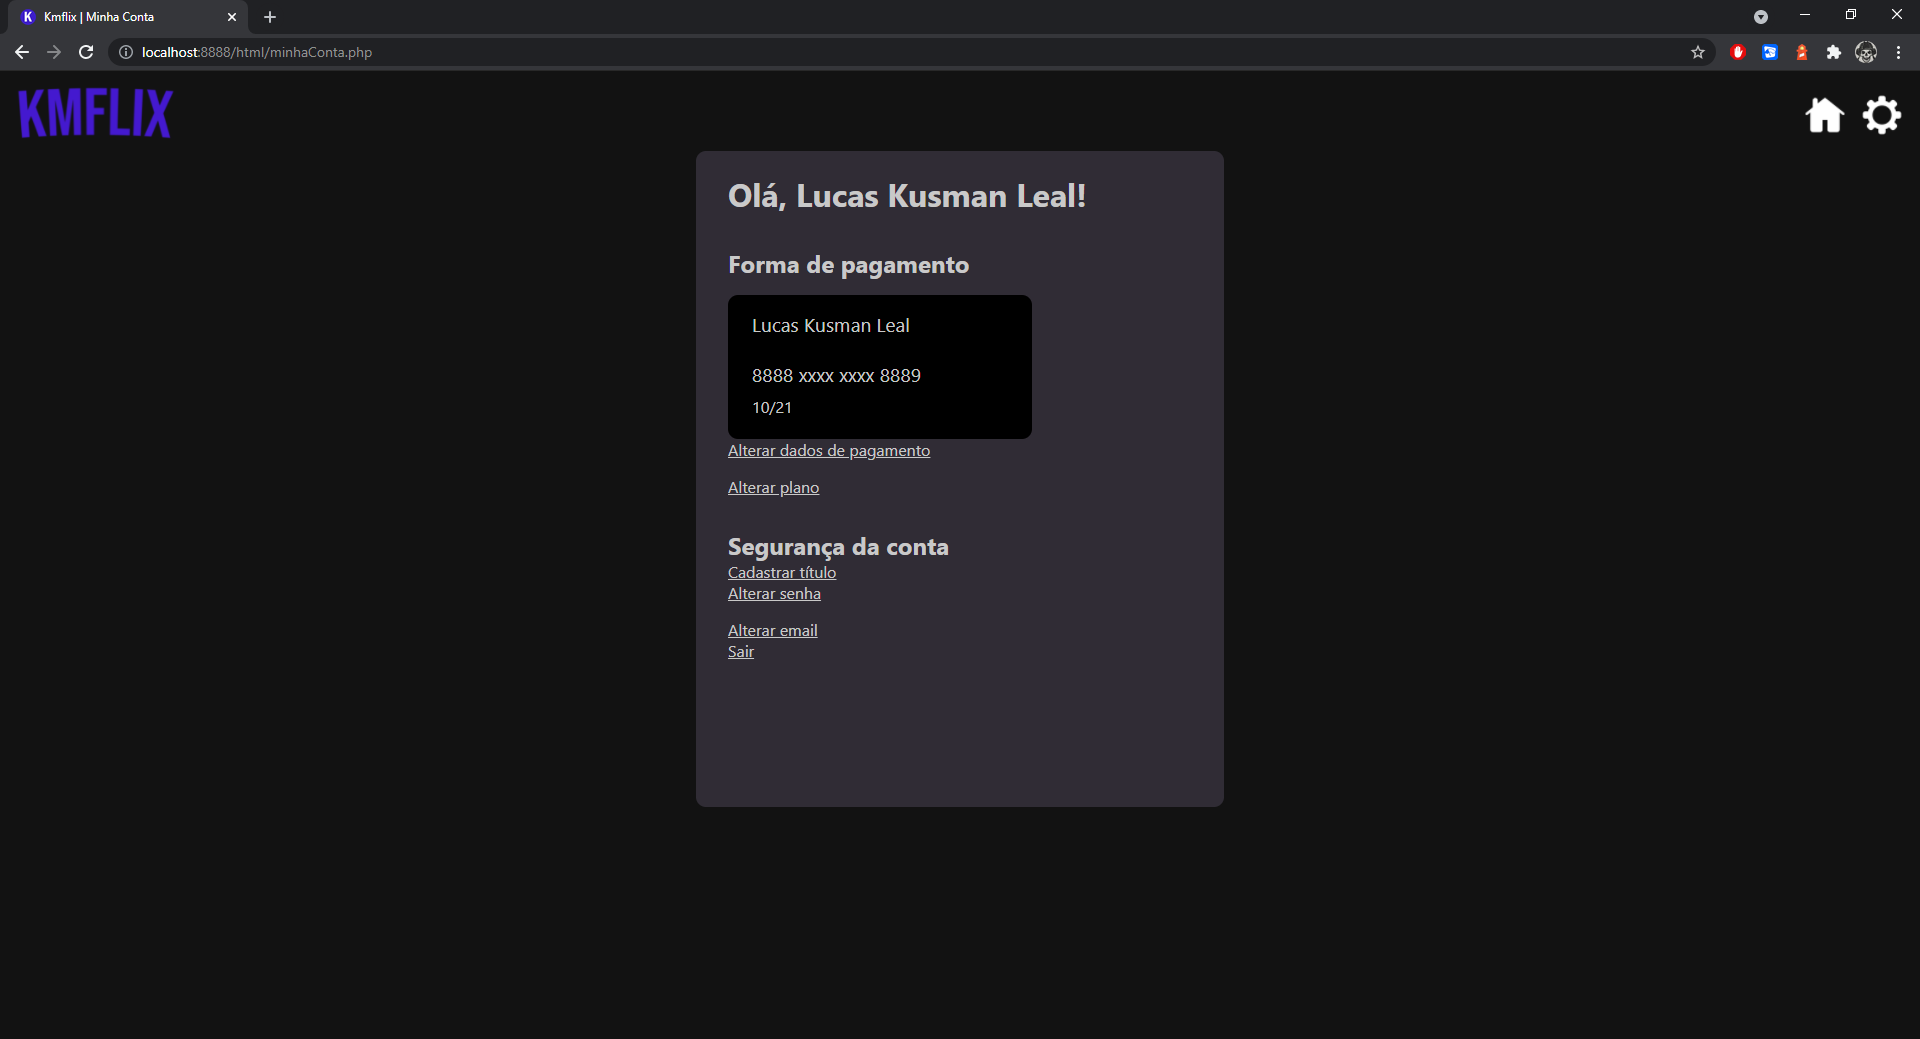 Kmflix | Minha Conta
localhost:8888/html/minhaConta.php
KMFLIX
Olá, Lucas Kusman Leal!
Forma de pagamento
Lucas Kusman Leal
8888 xxxx xxxx 8889
10/21
Alterar dados de pagamento
Alterar plano
Segurança da conta
Cadastrar título
Alterar senha
Alterar email
Sair